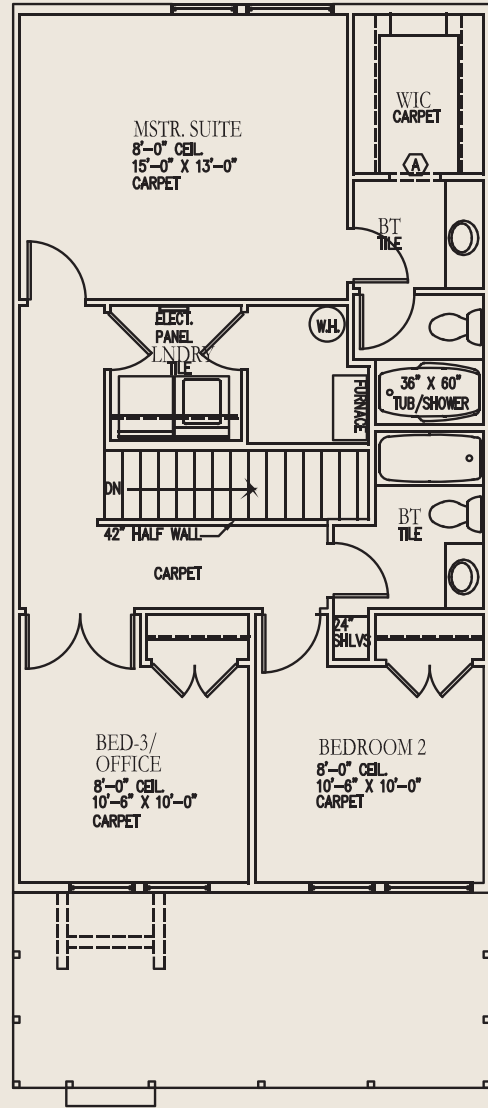 WIC
CARPET
A
MSTR. SUITE
8'-0" CEIL.
15'-0" X 13'-0"
CARPET
BT
TILE
ELECT.
PANEL
LNDRY
TILE
W.H.
FURNACE
36" X 60"
TUB/SHOWER
DN
42" HALF WALL
BT
TILE
CARPET
24"
SHLVS
BED-3/
OFFICE
8'-0" CEIL.
10'-6" X 10'-0"
CARPET
BEDROOM 2
8'-0" CEIL.
10'-6" X 10'-0"
CARPET